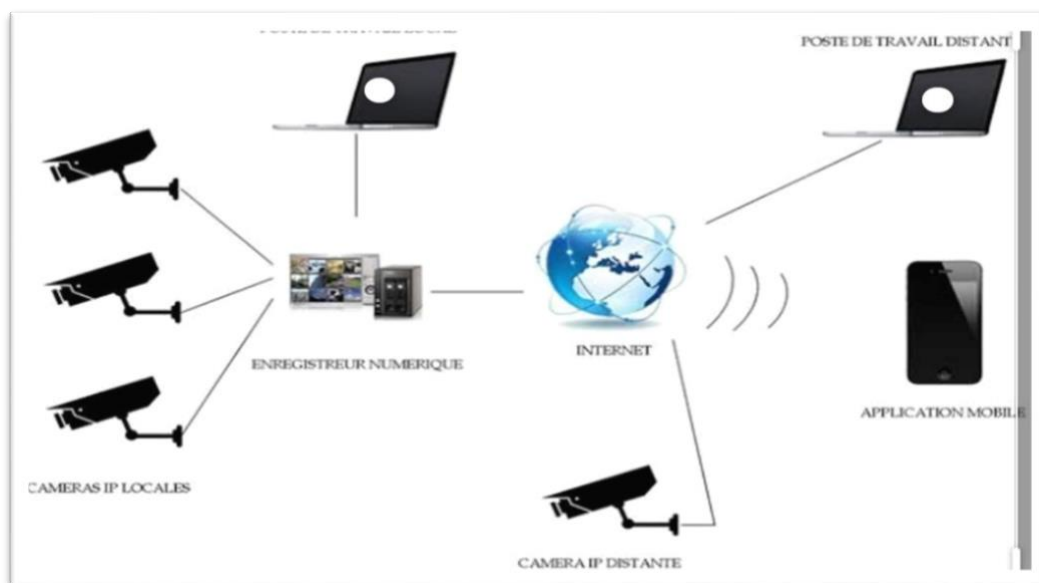 POSTE DE TRAVAIL DISTANT
ENREGISTREUR NUMERIQUE
INTERNET
APPLICATION MOBILE
CAMERAS IP LOCALES
CAMERA IP DISTANTE